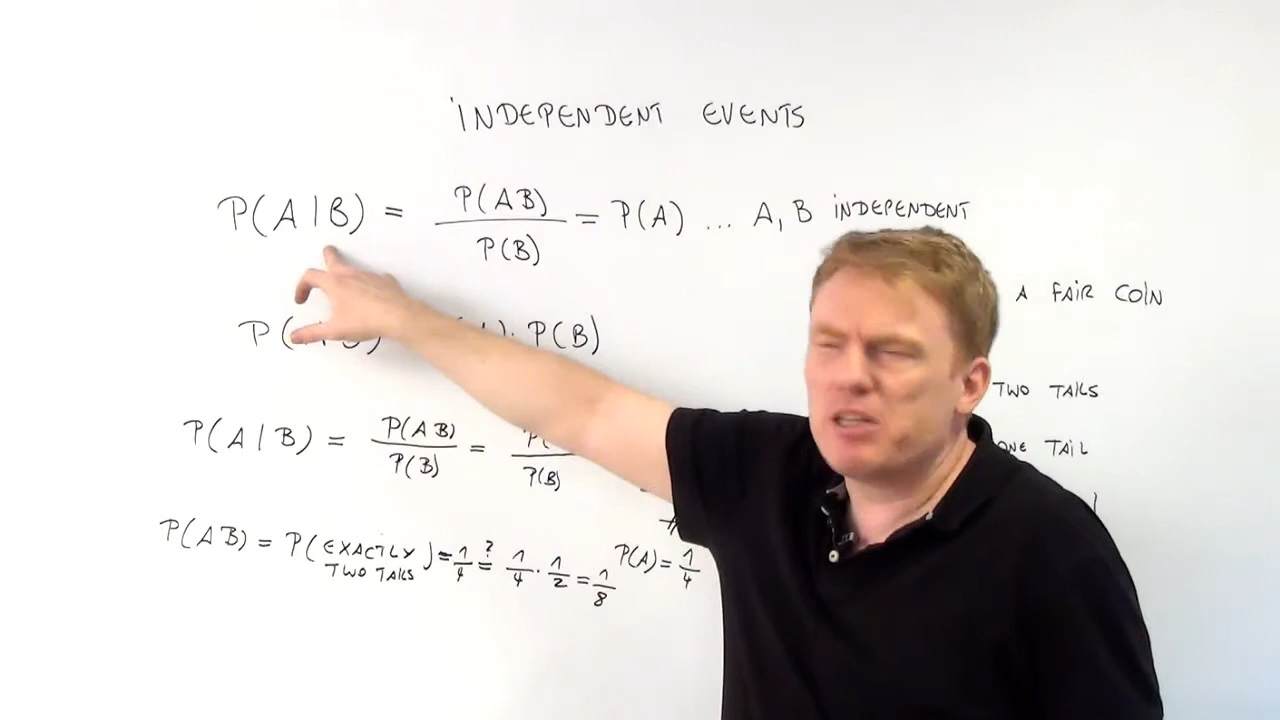 INDEPENDENT EVENTS
P(A|B) = P(AB)/P(B) = P(A) ... A, B INDEPENDENT
A FAIR COIN
P( ) · P(B)
TWO TAILS
P(A|B) = P(AB)/P(B) = P( /P(B)
ONE TAIL
P(AB) = P(EXACTLY TWO TAILS) = 1/4 =? 1/4 · 1/2 = 1/8
P(A) = 1/4